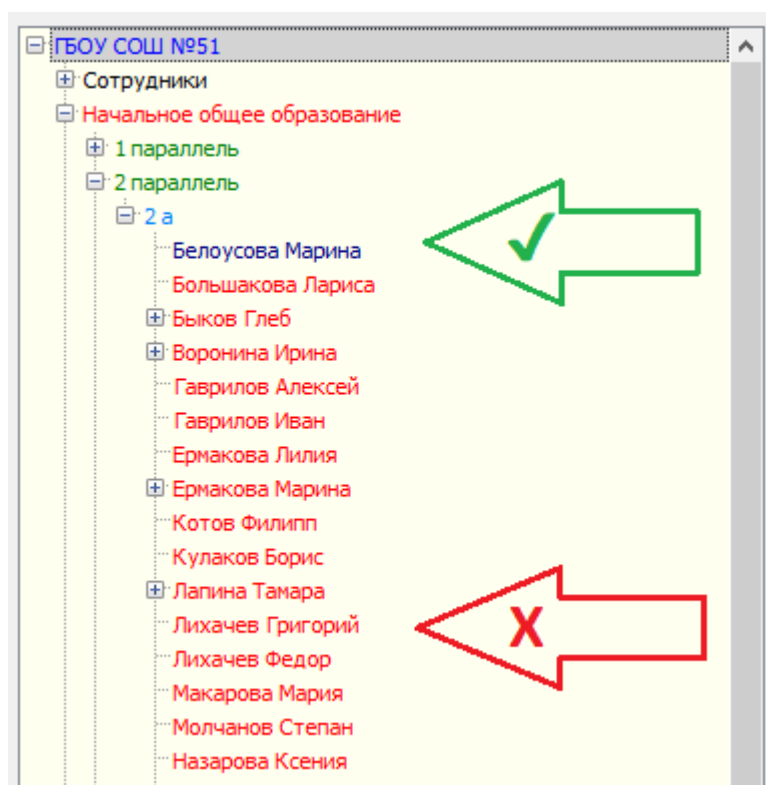 ГБОУ СОШ №51
Сотрудники
Начальное общее образование
1 параллель
2 параллель
2 а
Белоусова Марина
Большакова Лариса
Быков Глеб
Воронина Ирина
Гаврилов Алексей
Гаврилов Иван
Ермакова Лилия
Ермакова Марина
Котов Филипп
Кулаков Борис
Лапина Тамара
Лихачев Григорий
X
Лихачев Федор
Макарова Мария
Молчанов Степан
Назарова Ксения